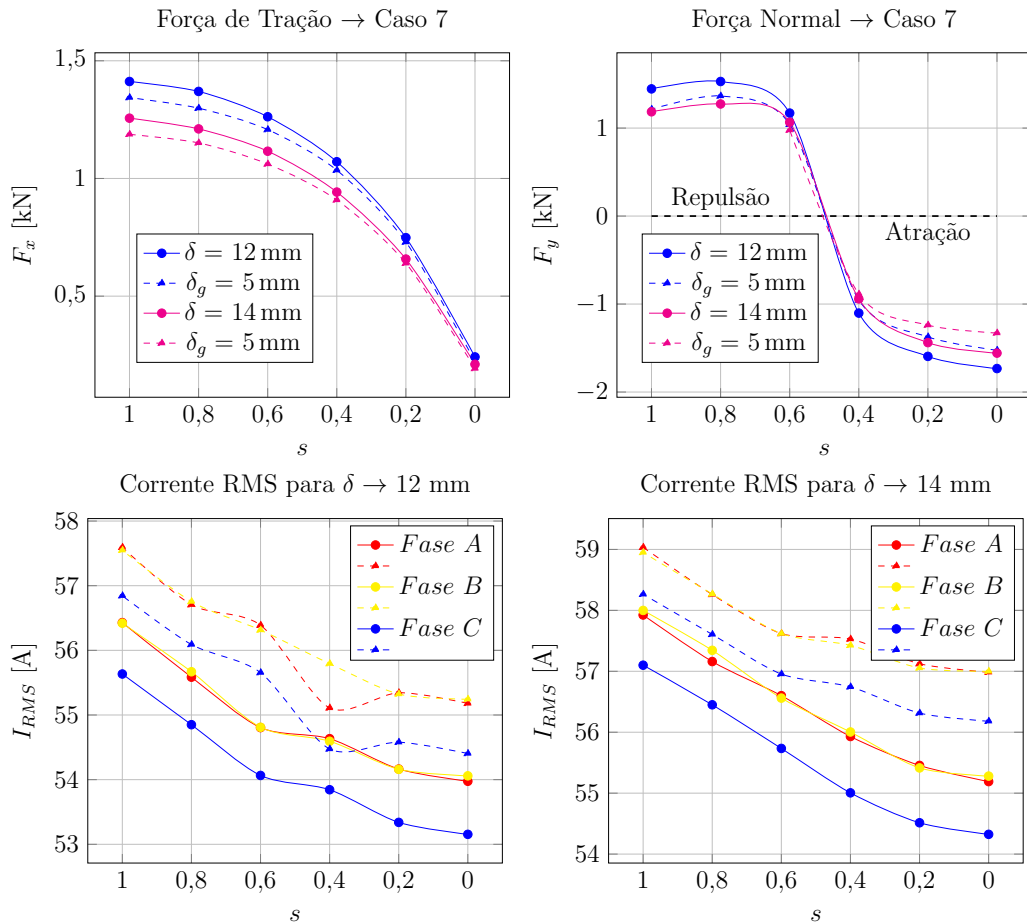 Força de Tração → Caso 7
1,5
1
0,5
F_x [kN]
δ = 12 mm
δ_g = 5 mm
δ = 14 mm
δ_g = 5 mm
1 0,8 0,6 0,4 0,2 0
s
Força Normal → Caso 7
1
0
−1
−2
F_y [kN]
Repulsão
Atração
δ = 12 mm
δ_g = 5 mm
δ = 14 mm
δ_g = 5 mm
1 0,8 0,6 0,4 0,2 0
s
Corrente RMS para δ → 12 mm
58
57
56
55
54
53
I_{RMS} [A]
Fase A
Fase B
Fase C
1 0,8 0,6 0,4 0,2 0
s
Corrente RMS para δ → 14 mm
59
58
57
56
55
54
I_{RMS} [A]
Fase A
Fase B
Fase C
1 0,8 0,6 0,4 0,2 0
s